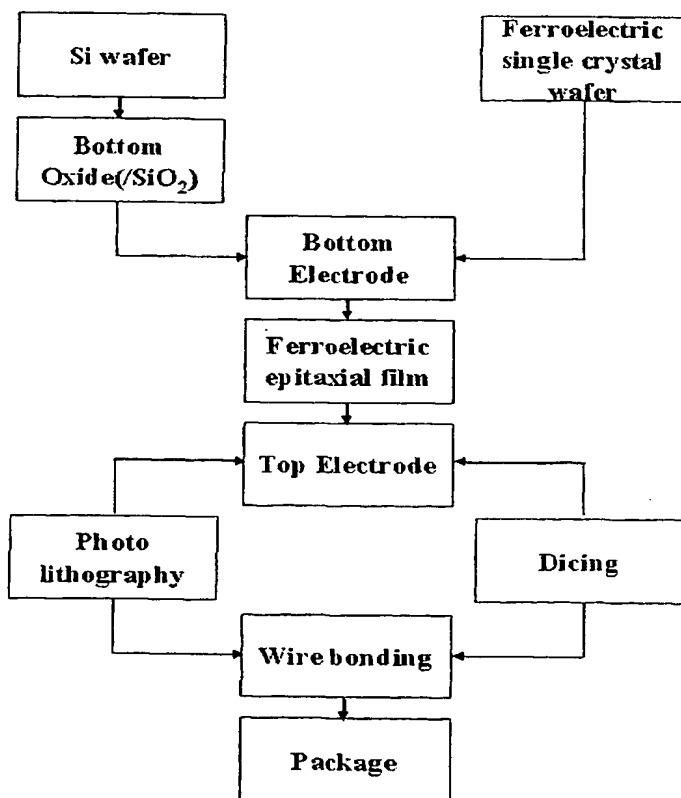 Si wafer
Ferroelectric
single crystal
wafer
Bottom
Oxide(/SiO₂)
Bottom
Electrode
Ferroelectric
epitaxial film
Top Electrode
Photo
lithography
Dicing
Wire bonding
Package